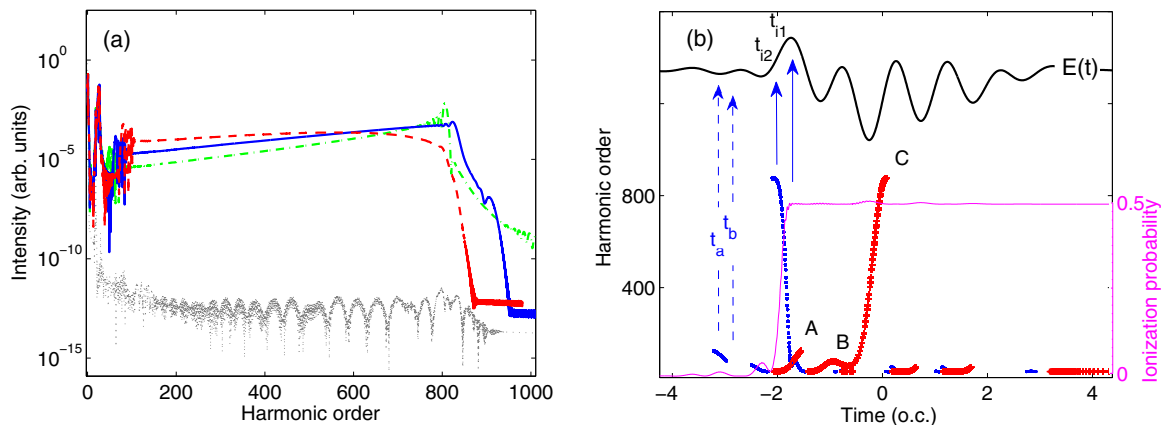 (a)
10^0
10^-5
10^-10
10^-15
Intensity (arb. units)
0 200 400 600 800 1000
Harmonic order
(b)
t_i1
t_i2
E(t)
C
800
0.5
t_a
t_b
400
A
B
0
Harmonic order
Ionization probability
−4 −2 0 2 4
Time (o.c.)